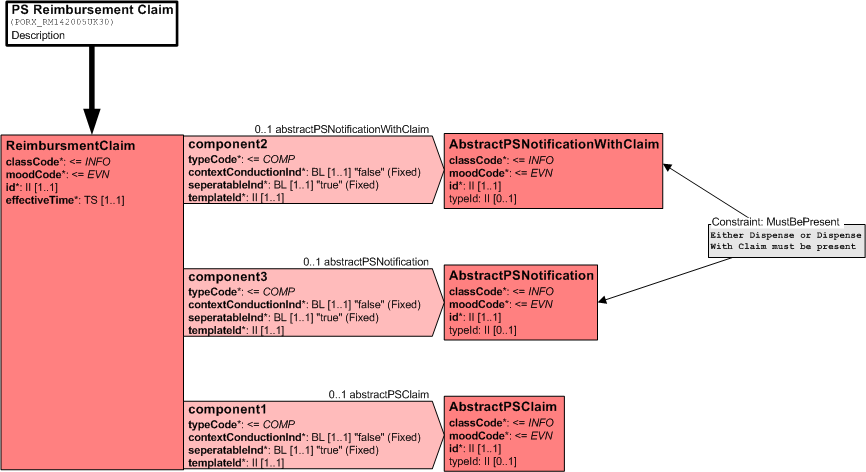 PS Reimbursement Claim
(PORX_RM142005UK30)
Description
ReimbursmentClaim
classCode*: <= INFO
moodCode*: <= EVN
id*: II [1..1]
effectiveTime*: TS [1..1]
0..1 abstractPSNotificationWithClaim
component2
typeCode*: <= COMP
contextConductionInd*: BL [1..1] "false" (Fixed)
seperatableInd*: BL [1..1] "true" (Fixed)
templateId*: II [1..1]
AbstractPSNotificationWithClaim
classCode*: <= INFO
moodCode*: <= EVN
id*: II [1..1]
typeId: II [0..1]
Constraint: MustBePresent
Either Dispense or Dispense
With Claim must be present
0..1 abstractPSNotification
component3
typeCode*: <= COMP
contextConductionInd*: BL [1..1] "false" (Fixed)
seperatableInd*: BL [1..1] "true" (Fixed)
templateId*: II [1..1]
AbstractPSNotification
classCode*: <= INFO
moodCode*: <= EVN
id*: II [1..1]
typeId: II [0..1]
0..1 abstractPSClaim
component1
typeCode*: <= COMP
contextConductionInd*: BL [1..1] "false" (Fixed)
seperatableInd*: BL [1..1] "true" (Fixed)
templateId*: II [1..1]
AbstractPSClaim
classCode*: <= INFO
moodCode*: <= EVN
id*: II [1..1]
typeId: II [0..1]